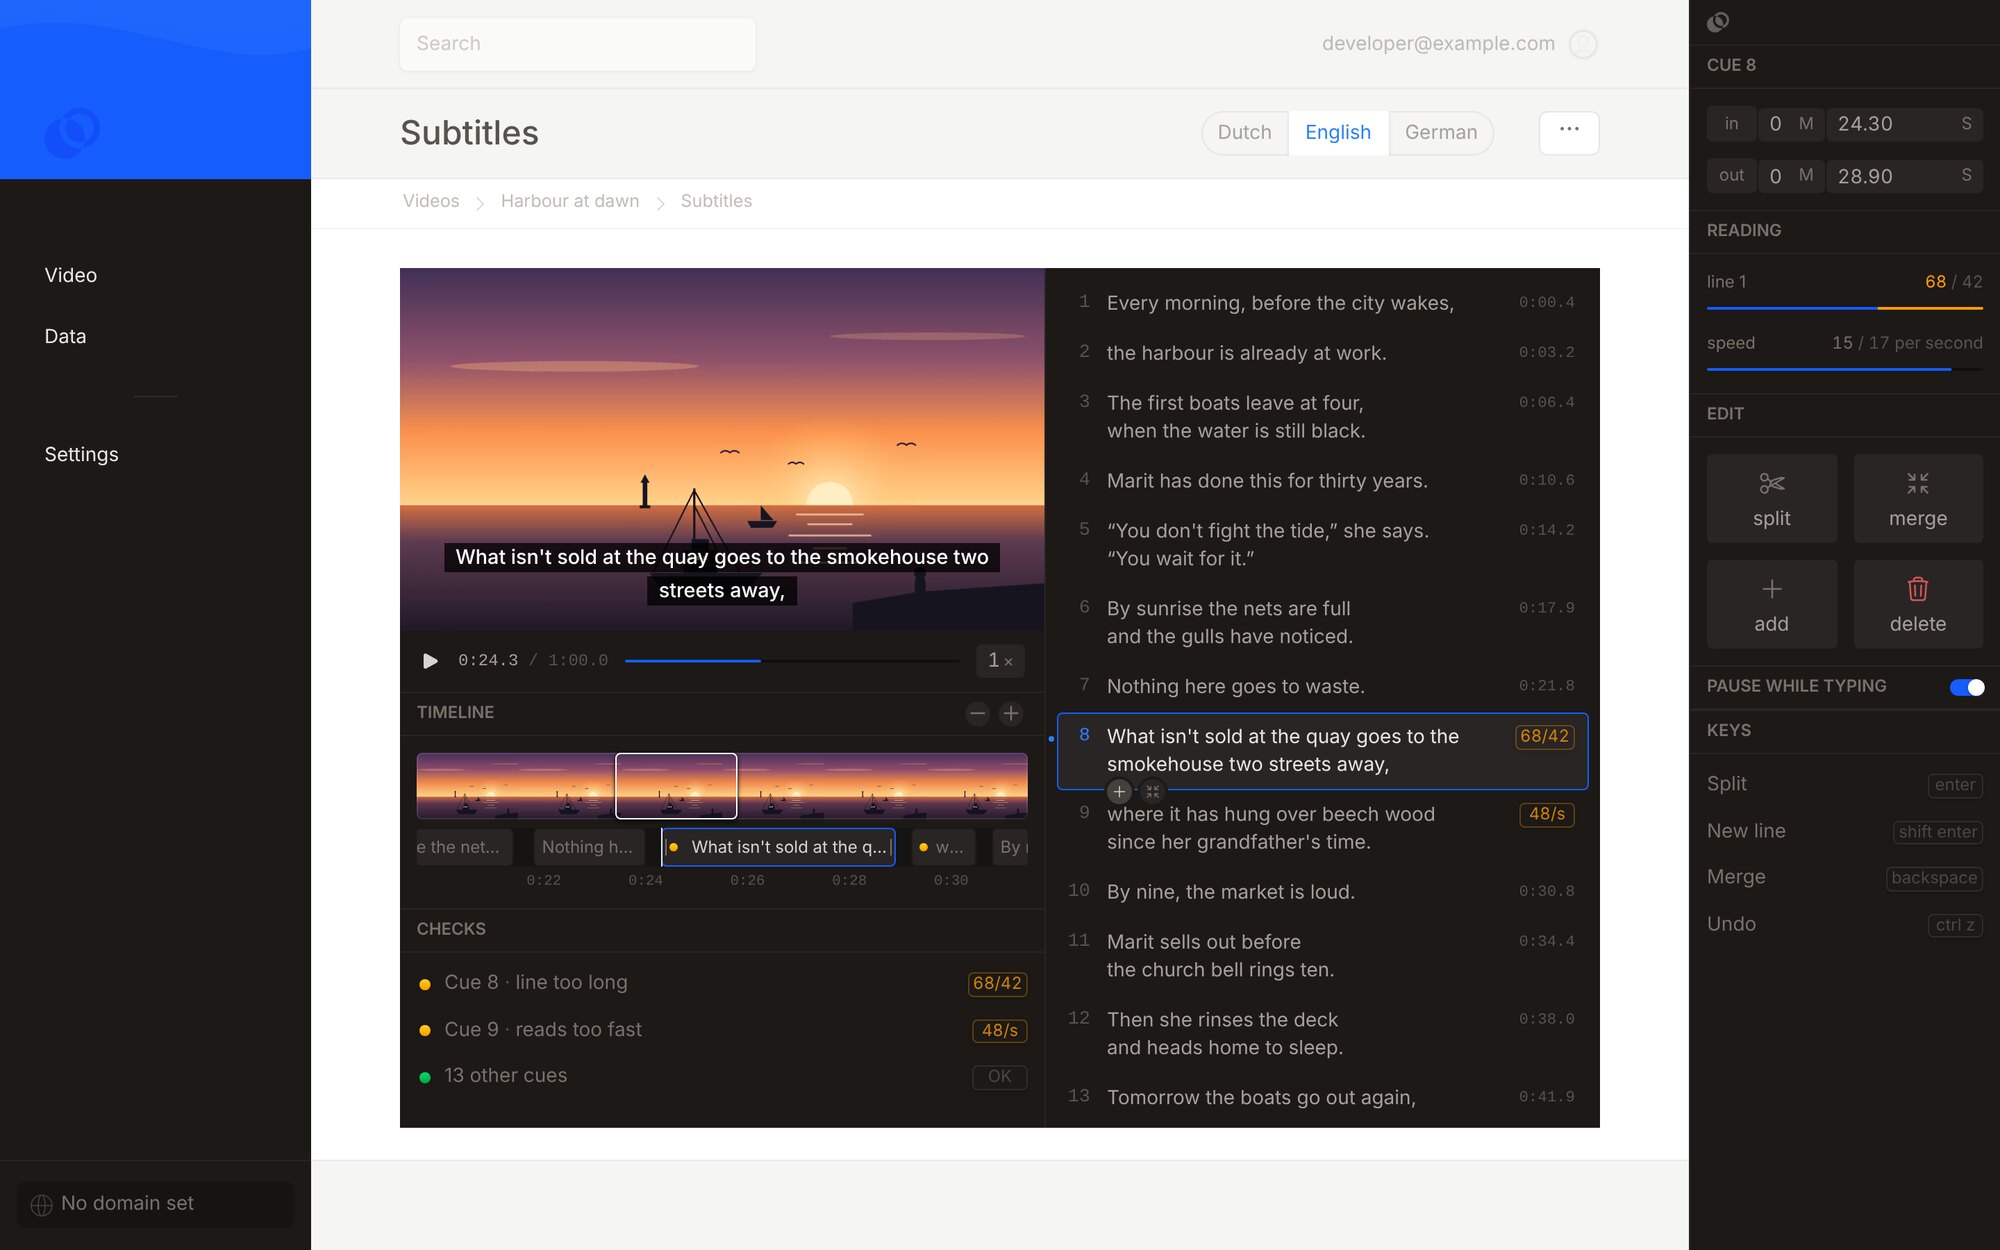 Search
developer@example.com
Subtitles
Dutch
English
German
...
Videos
Harbour at dawn
Subtitles
Video
Data
Settings
No domain set
What isn't sold at the quay goes to the smokehouse two
streets away,
0:24.3 / 1:00.0
1 ×
TIMELINE
e the net...
Nothing h...
What isn't sold at the q...
w...
By
0:22
0:24
0:26
0:28
0:30
CHECKS
Cue 8 · line too long
68/42
Cue 9 · reads too fast
48/s
13 other cues
OK
1 Every morning, before the city wakes, 0:00.4
2 the harbour is already at work. 0:03.2
3 The first boats leave at four, 0:06.4
when the water is still black.
4 Marit has done this for thirty years. 0:10.6
5 “You don't fight the tide,” she says. 0:14.2
“You wait for it.”
6 By sunrise the nets are full 0:17.9
and the gulls have noticed.
7 Nothing here goes to waste. 0:21.8
8 What isn't sold at the quay goes to the 68/42
smokehouse two streets away,
9 where it has hung over beech wood 48/s
since her grandfather's time.
10 By nine, the market is loud. 0:30.8
11 Marit sells out before 0:34.4
the church bell rings ten.
12 Then she rinses the deck 0:38.0
and heads home to sleep.
13 Tomorrow the boats go out again, 0:41.9
CUE 8
in 0 M 24.30 S
out 0 M 28.90 S
READING
line 1 68 / 42
speed 15 / 17 per second
EDIT
split
merge
add
delete
PAUSE WHILE TYPING
KEYS
Split enter
New line shift enter
Merge backspace
Undo ctrl z